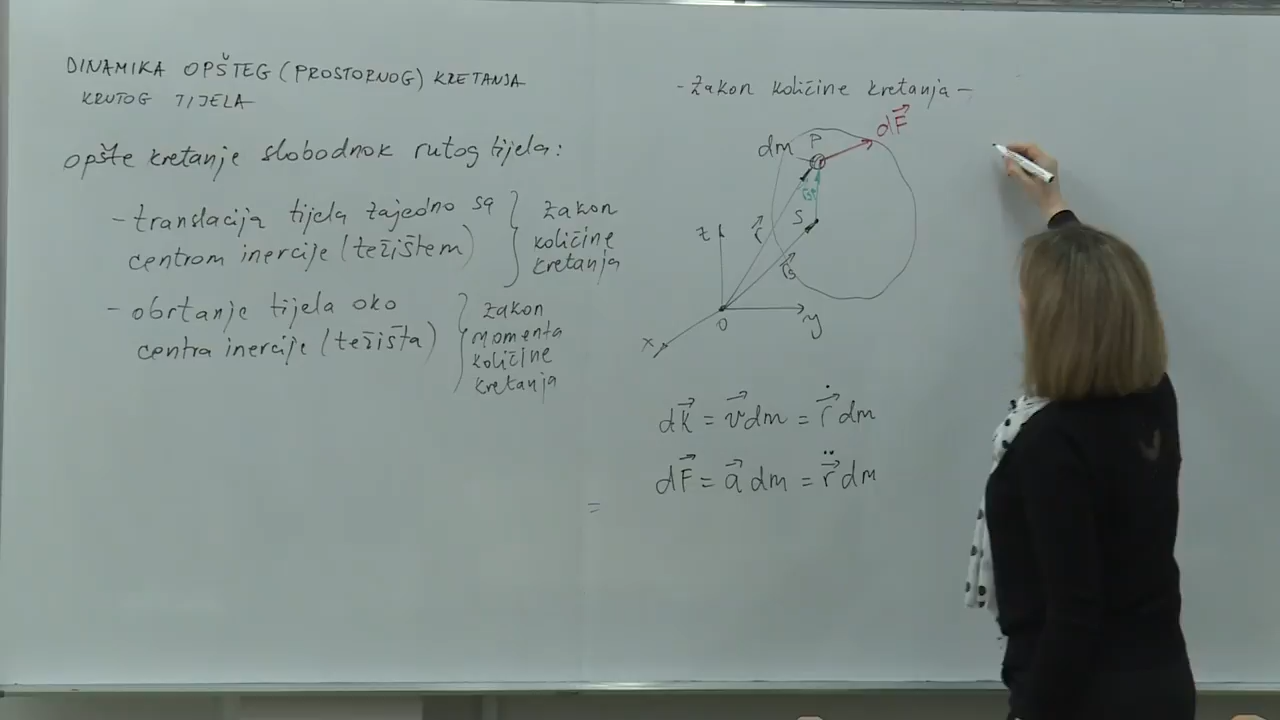 DINAMIKA OPŠTEG (PROSTORNOG) KRETANJA
KRUTOG TIJELA
opšte kretanje slobodnok rutog tijela:
- translacija tijela zajedno sa
centrom inercije (težištem)
zakon
količine
kretanja
- obrtanje tijela oko
centra inercije (težišta)
zakon
momenta
količine
kretanja
- Zakon količine kretanja -
dF⃗
dm P
S
r⃗
r⃗s
z
O
y
x
dK⃗ = v⃗ dm = ṙ⃗ dm
dF⃗ = a⃗ dm = r̈⃗ dm
=